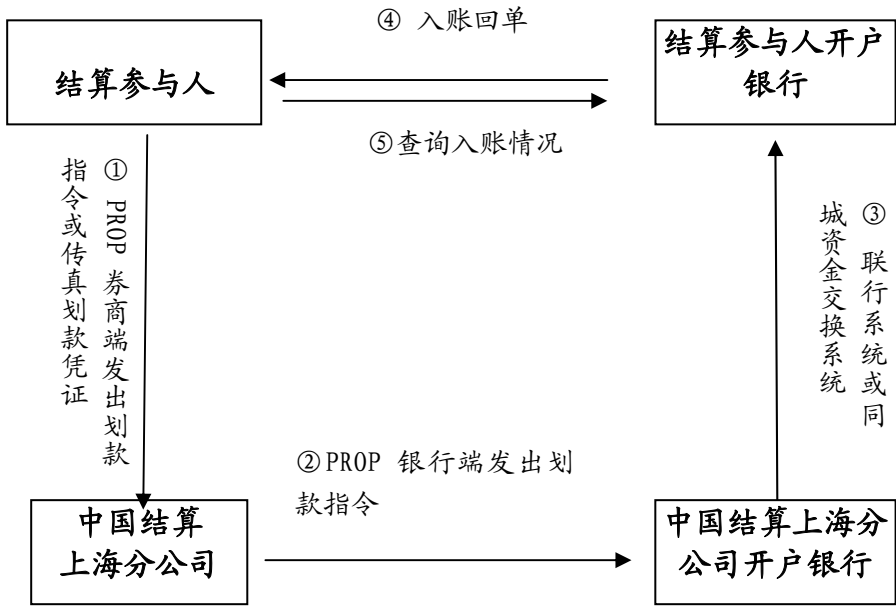 ④ 入账回单
结算参与人
结算参与人开户
银行
⑤查询入账情况
① PROP 券商端发出划款
指令或传真划款凭证
③ 联行系统或同
城资金交换系统
②PROP 银行端发出划
款指令
中国结算
上海分公司
中国结算上海分
公司开户银行